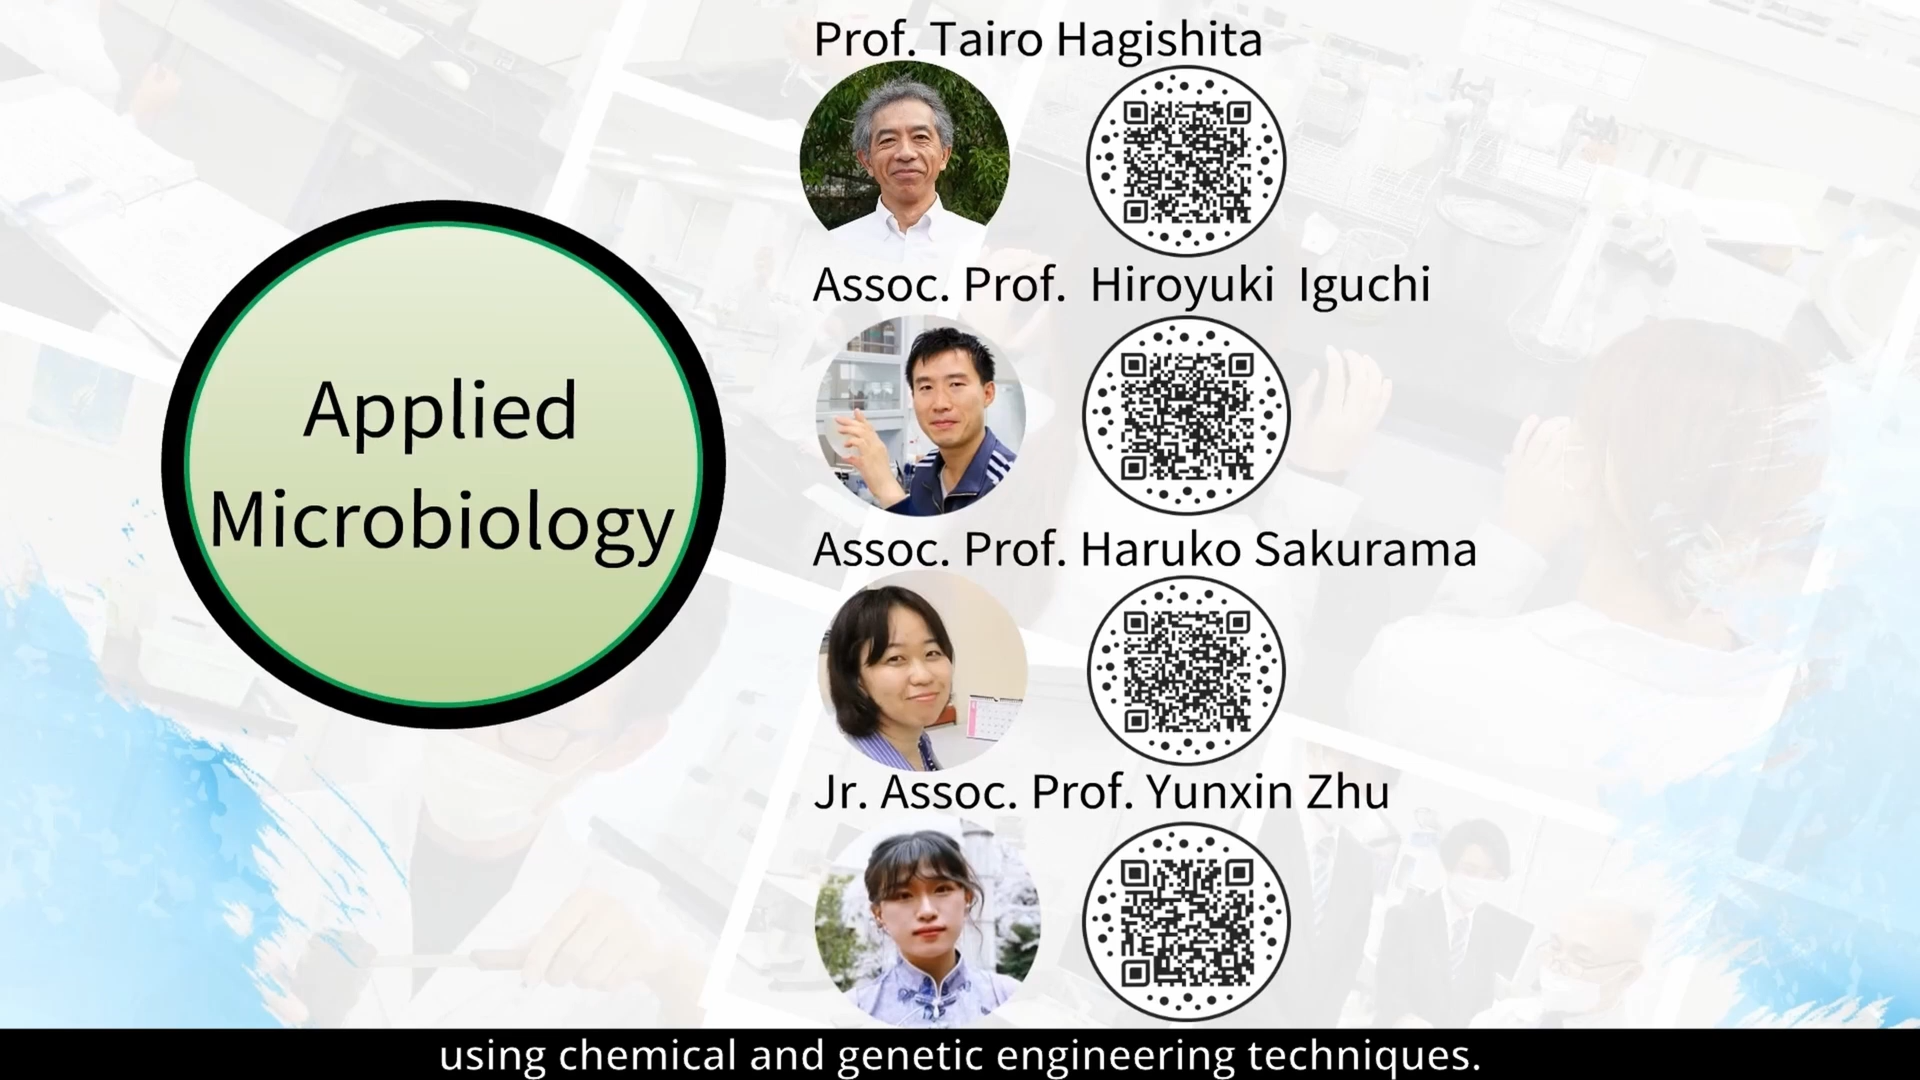 Applied
Microbiology
Prof. Tairo Hagishita
Assoc. Prof. Hiroyuki Iguchi
Assoc. Prof. Haruko Sakurama
Jr. Assoc. Prof. Yunxin Zhu
using chemical and genetic engineering techniques.